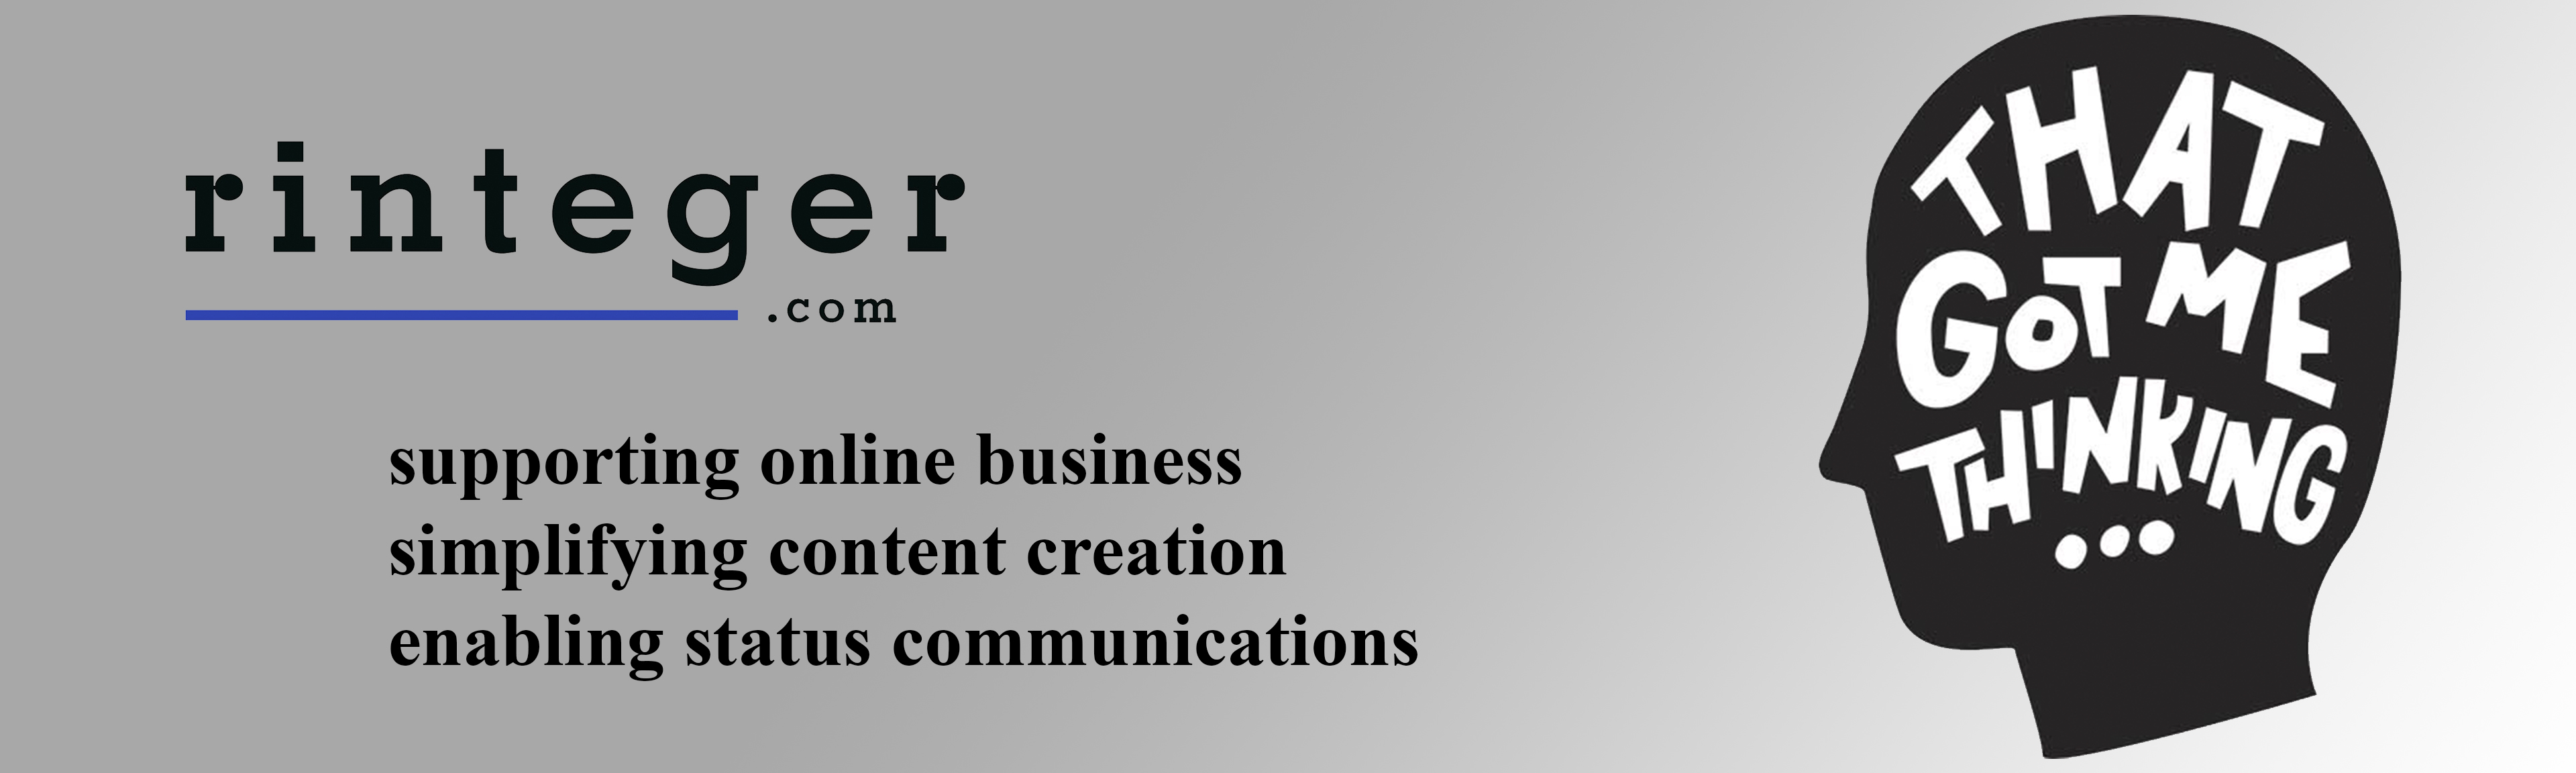 rinteger
.com
supporting online business
simplifying content creation
enabling status communications
THAT
GOT ME
THINKING
...